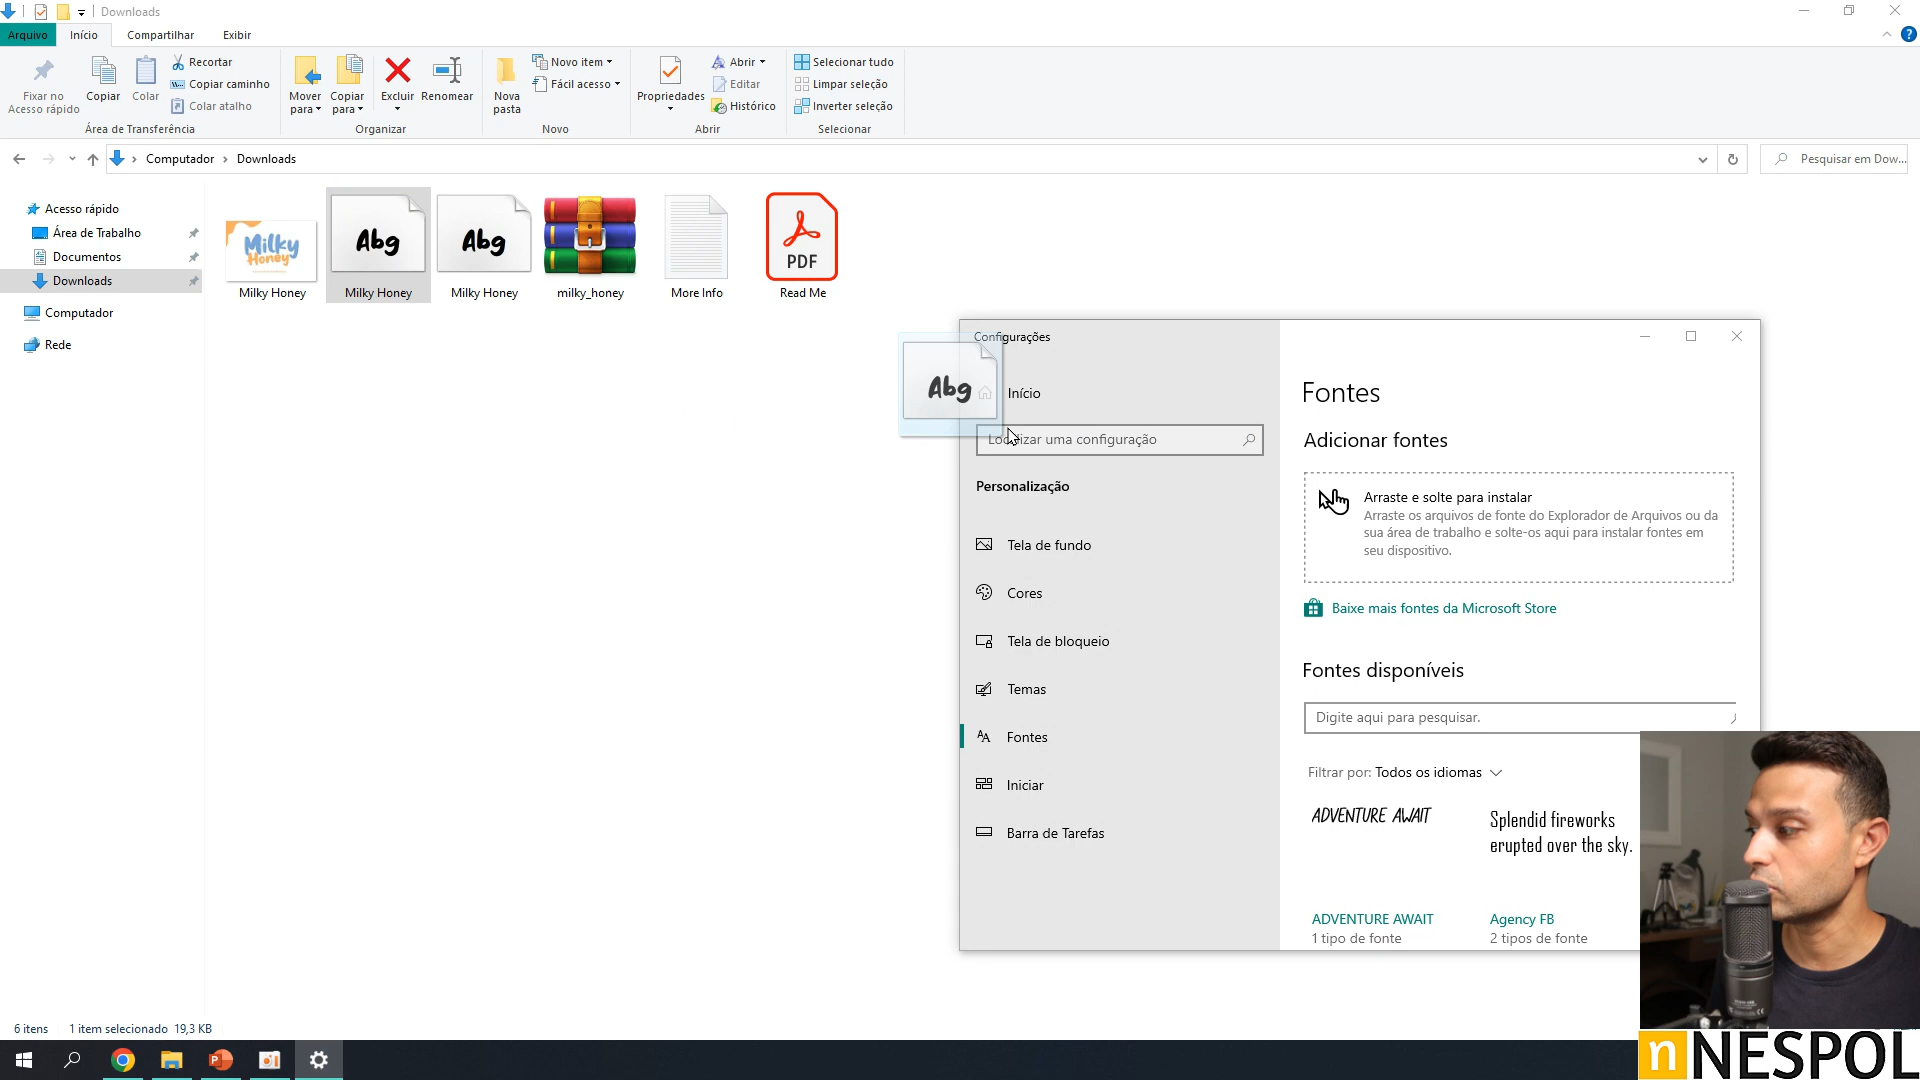 Downloads
Arquivo
Início
Compartilhar
Exibir
Fixar no
Acesso rápido
Copiar
Colar
Recortar
Copiar caminho
Colar atalho
Área de Transferência
Mover
para
Copiar
para
Excluir
Renomear
Organizar
Nova
pasta
Novo item
Fácil acesso
Novo
Propriedades
Abrir
Editar
Histórico
Abrir
Selecionar tudo
Limpar seleção
Inverter seleção
Selecionar
Computador
Downloads
Pesquisar em Dow...
Acesso rápido
Área de Trabalho
Documentos
Downloads
Computador
Rede
Milky
Honey
Milky Honey
Abg
Milky Honey
Abg
Milky Honey
milky_honey
More Info
PDF
Read Me
Abg
Configurações
Início
Localizar uma configuração
Personalização
Tela de fundo
Cores
Tela de bloqueio
Temas
Fontes
Iniciar
Barra de Tarefas
Fontes
Adicionar fontes
Arraste e solte para instalar
Arraste os arquivos de fonte do Explorador de Arquivos ou da
sua área de trabalho e solte-os aqui para instalar fontes em
seu dispositivo.
Baixe mais fontes da Microsoft Store
Fontes disponíveis
Digite aqui para pesquisar.
Filtrar por: Todos os idiomas
ADVENTURE AWAIT
Splendid fireworks
erupted over the sky.
ADVENTURE AWAIT
1 tipo de fonte
Agency FB
2 tipos de fonte
6 itens
1 item selecionado 19,3 KB
n NESPOL